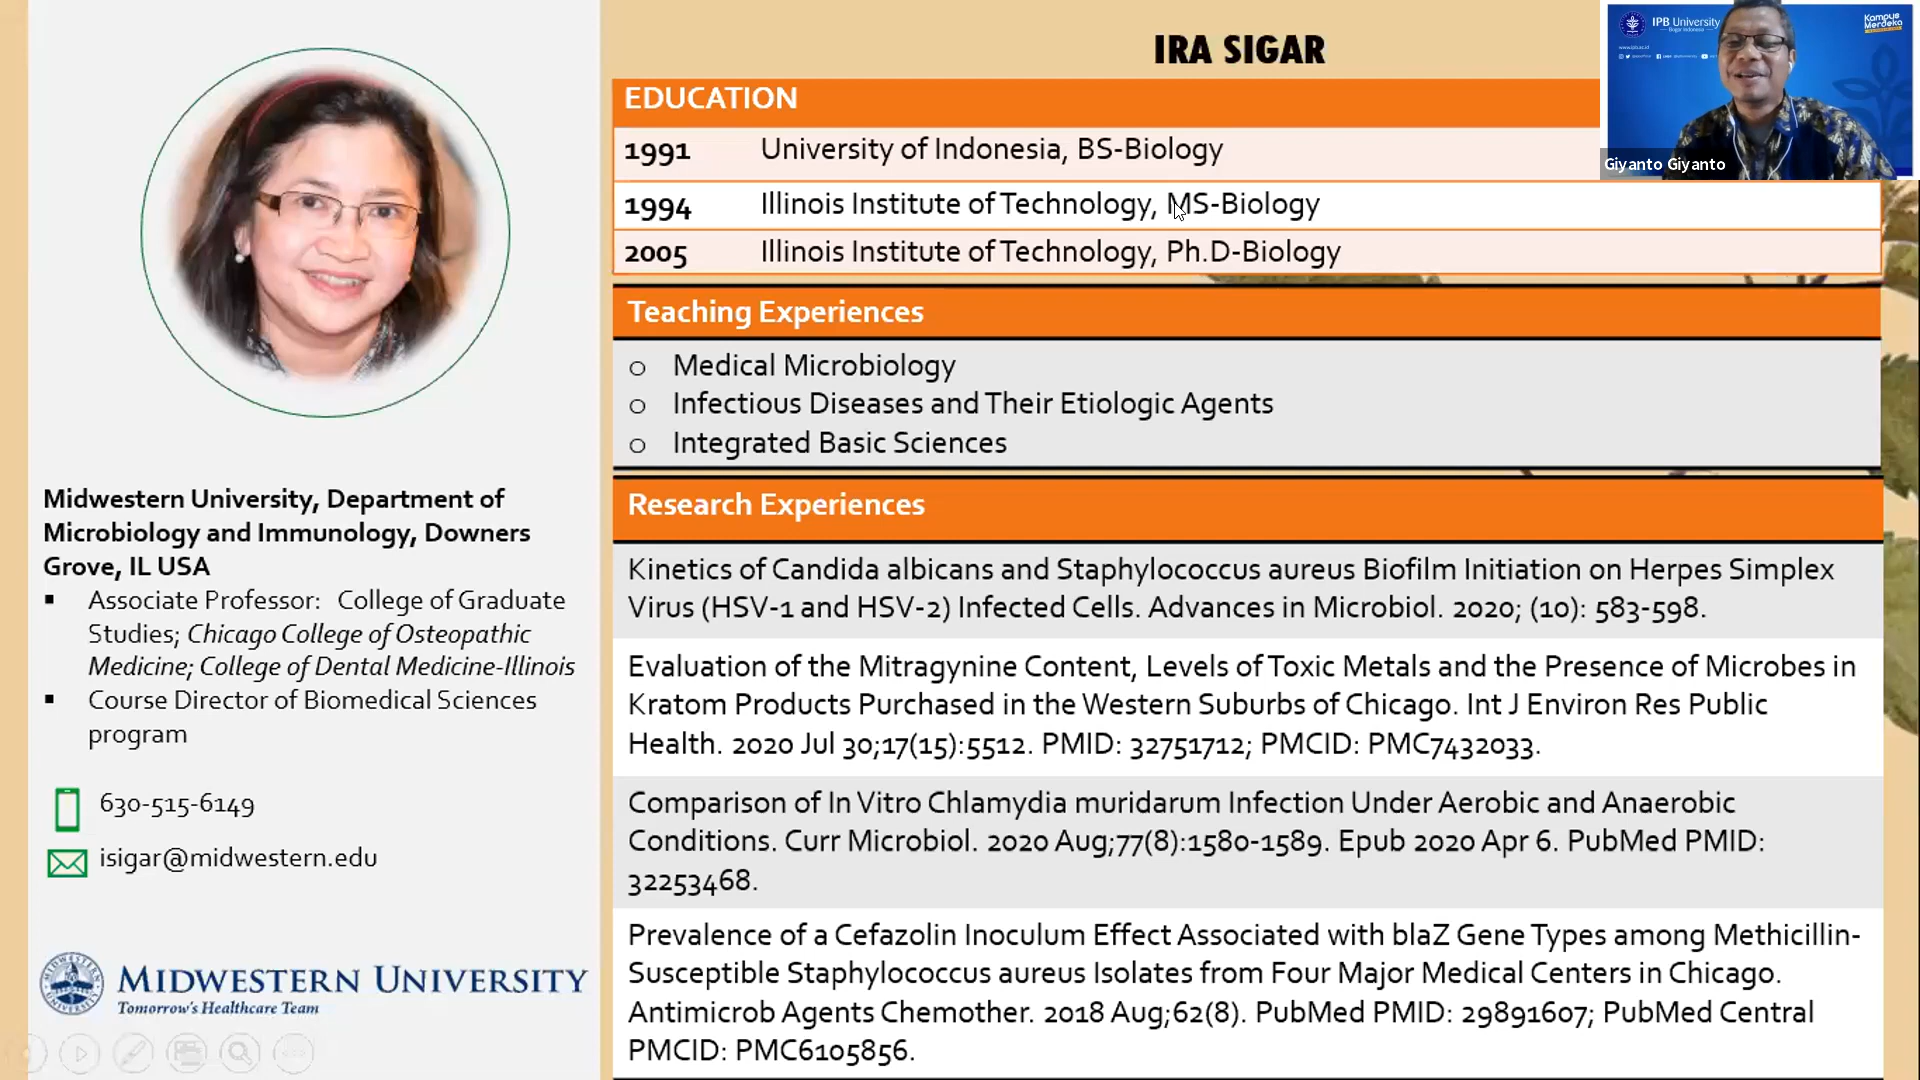 IRA SIGAR
IPB University
Bogor Indonesia
Kampus
Merdeka
Giyanto Giyanto
EDUCATION
1991 University of Indonesia, BS-Biology
1994 Illinois Institute of Technology, MS-Biology
2005 Illinois Institute of Technology, Ph.D-Biology
Teaching Experiences
o Medical Microbiology
o Infectious Diseases and Their Etiologic Agents
o Integrated Basic Sciences
Research Experiences
Kinetics of Candida albicans and Staphylococcus aureus Biofilm Initiation on Herpes Simplex
Virus (HSV-1 and HSV-2) Infected Cells. Advances in Microbiol. 2020; (10): 583-598.
Evaluation of the Mitragynine Content, Levels of Toxic Metals and the Presence of Microbes in
Kratom Products Purchased in the Western Suburbs of Chicago. Int J Environ Res Public
Health. 2020 Jul 30;17(15):5512. PMID: 32751712; PMCID: PMC7432033.
Comparison of In Vitro Chlamydia muridarum Infection Under Aerobic and Anaerobic
Conditions. Curr Microbiol. 2020 Aug;77(8):1580-1589. Epub 2020 Apr 6. PubMed PMID:
32253468.
Prevalence of a Cefazolin Inoculum Effect Associated with blaZ Gene Types among Methicillin-
Susceptible Staphylococcus aureus Isolates from Four Major Medical Centers in Chicago.
Antimicrob Agents Chemother. 2018 Aug;62(8). PubMed PMID: 29891607; PubMed Central
PMCID: PMC6105856.
Midwestern University, Department of
Microbiology and Immunology, Downers
Grove, IL USA
▪ Associate Professor: College of Graduate
Studies; Chicago College of Osteopathic
Medicine; College of Dental Medicine-Illinois
▪ Course Director of Biomedical Sciences
program
630-515-6149
isigar@midwestern.edu
MIDWESTERN UNIVERSITY
Tomorrow's Healthcare Team